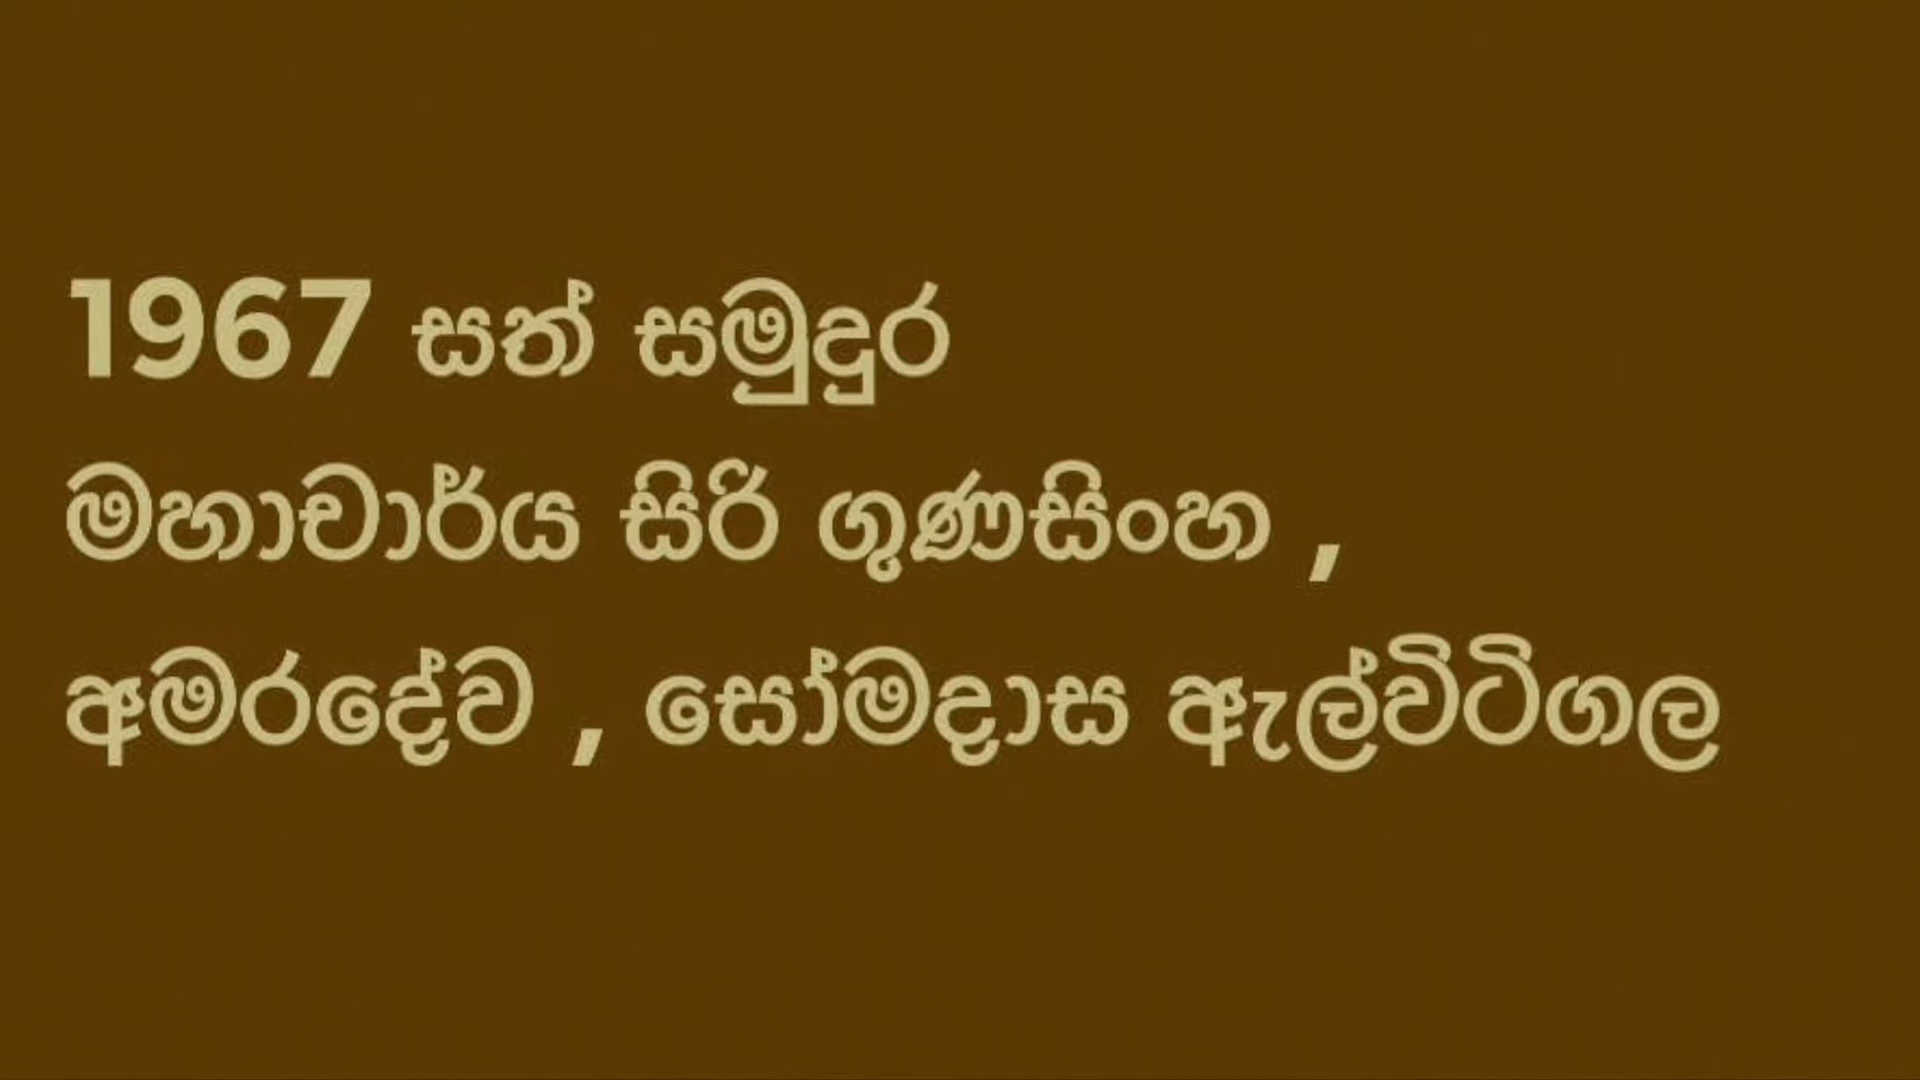 1967 සත් සමුදුර
මහාචාර්ය සිරි ගුණසිංහ ,
අමරදේව , සෝමදාස ඇල්විටිගල